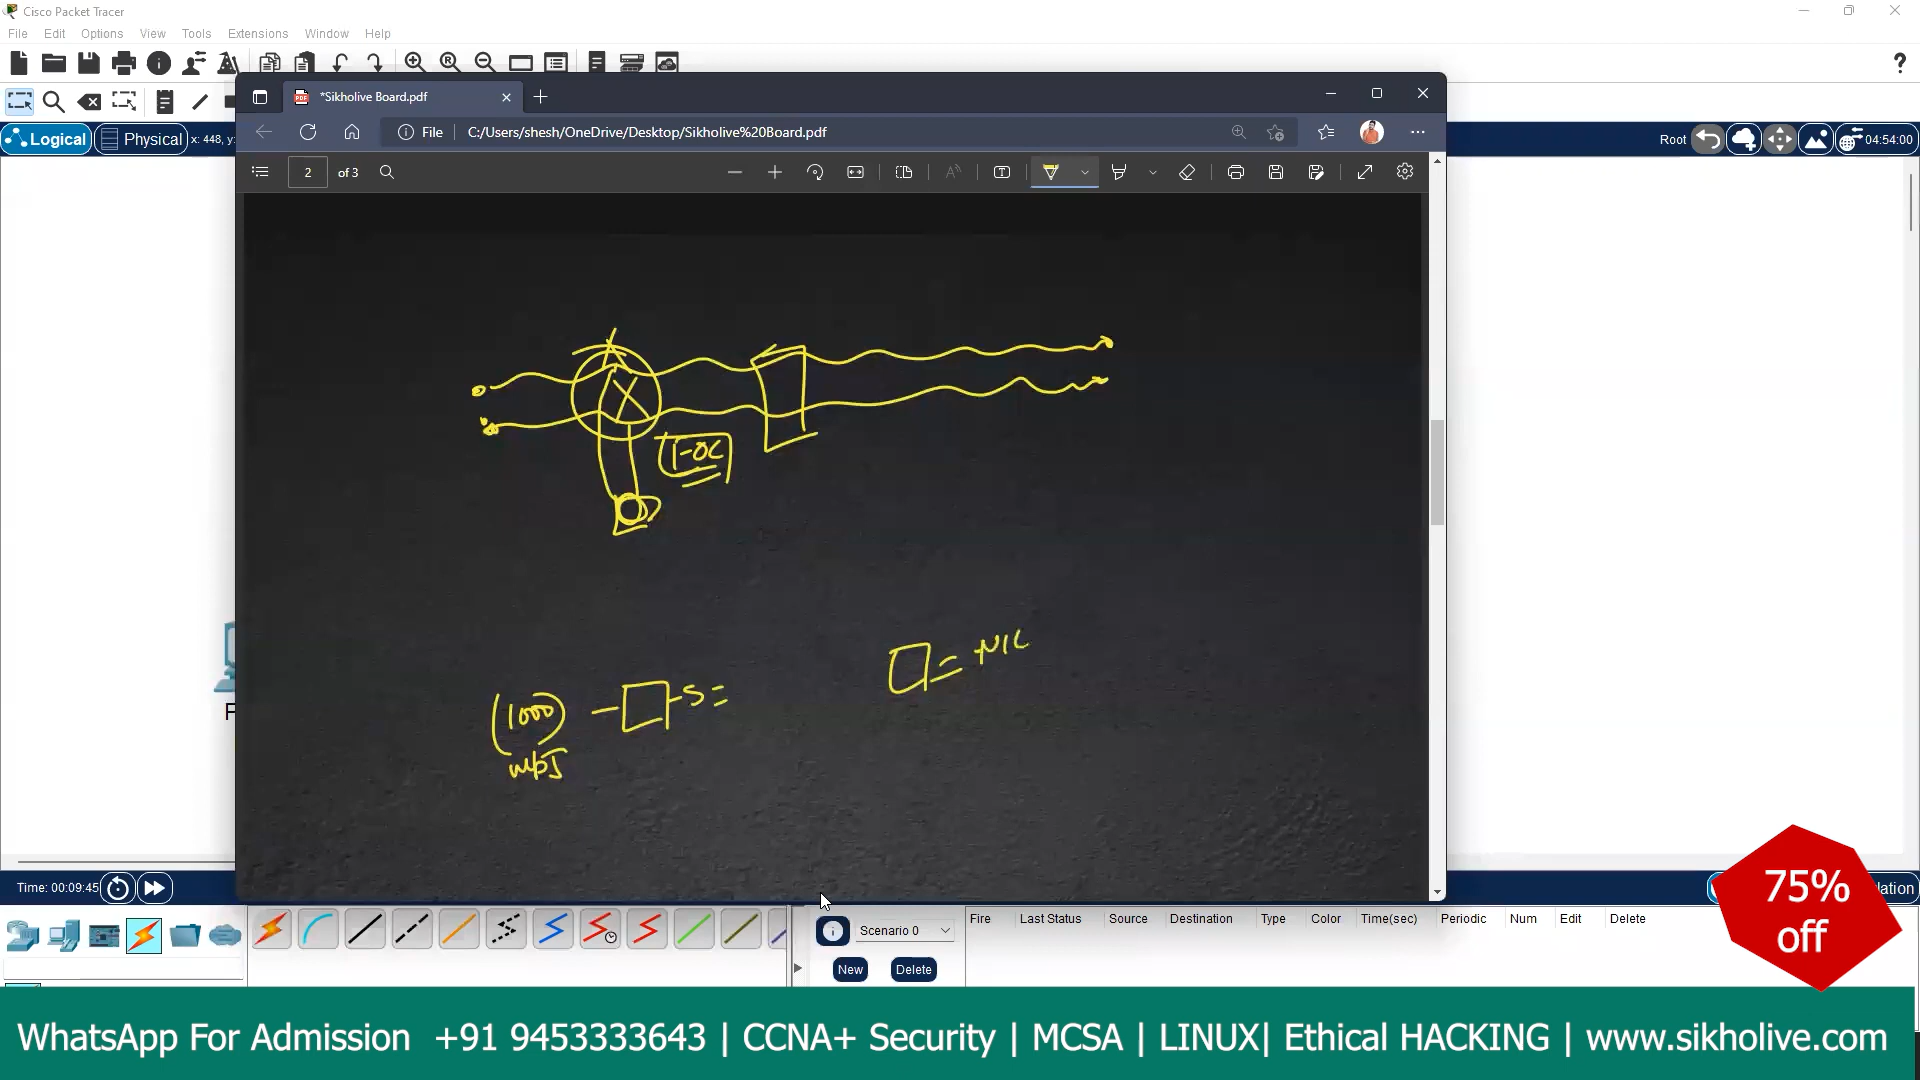 Cisco Packet Tracer
File Edit Options View Tools Extensions Window Help
*Sikholive Board.pdf
File C:/Users/shesh/OneDrive/Desktop/Sikholive%20Board.pdf
Logical Physical x: 448, y:
Root 04:54:00
2 of 3
1000
NIC
Time: 00:09:45
75%
off
Fire Last Status Source Destination Type Color Time(sec) Periodic Num Edit Delete
Scenario 0
New Delete
WhatsApp For Admission +91 9453333643 | CCNA+ Security | MCSA | LINUX| Ethical HACKING | www.sikholive.com